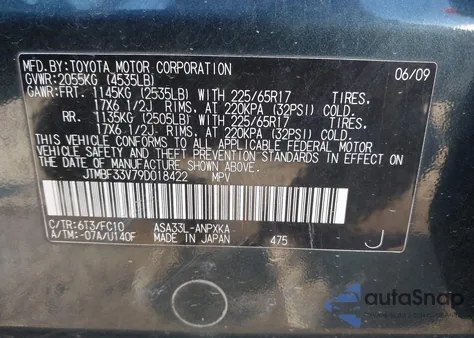 MFD.BY: TOYOTA MOTOR CORPORATION 06/09
GVWR: 2055KG (4535LB)
GAWR:FRT. 1145KG (2535LB) WITH 225/65R17 TIRES,
17X6 1/2J RIMS, AT 220KPA (32PSI) COLD.
RR. 1135KG (2505LB) WITH 225/65R17 TIRES,
17X6 1/2J RIMS, AT 220KPA (32PSI) COLD.
THIS VEHICLE CONFORMS TO ALL APPLICABLE FEDERAL MOTOR
VEHICLE SAFETY AND THEFT PREVENTION STANDARDS IN EFFECT
ON THE DATE OF MANUFACTURE SHOWN ABOVE.
JTMBF33V79D018422 MPV
C/TR:6T3/FC10 ASA33L-ANPXKA
A/TM:-07A/U140F MADE IN JAPAN 475 J
autoSnap